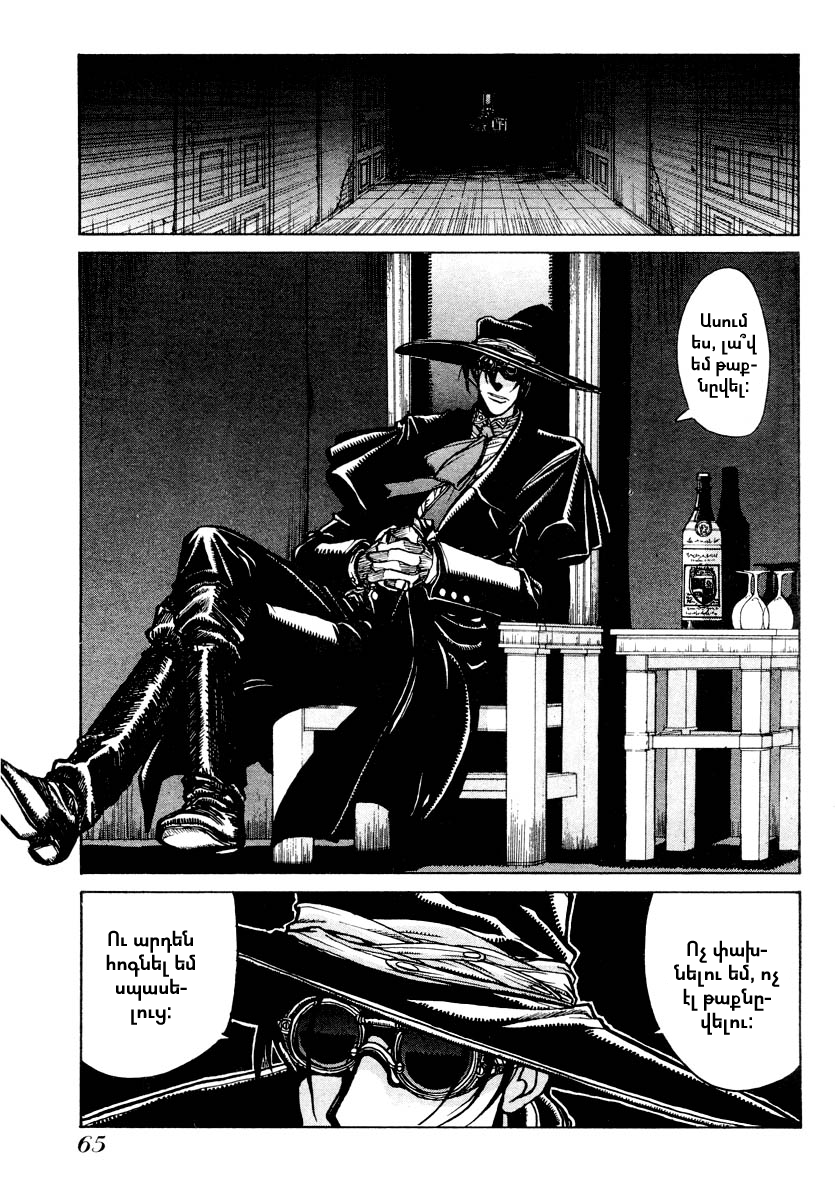 Ասում
ես, լա՞վ
եմ թաք-
նըվել:
Ոչ փախ-
նելու եմ, ոչ
էլ թաքնը-
վելու:
Ու արդեն
հոգնել եմ
սպասե-
լուց:
65